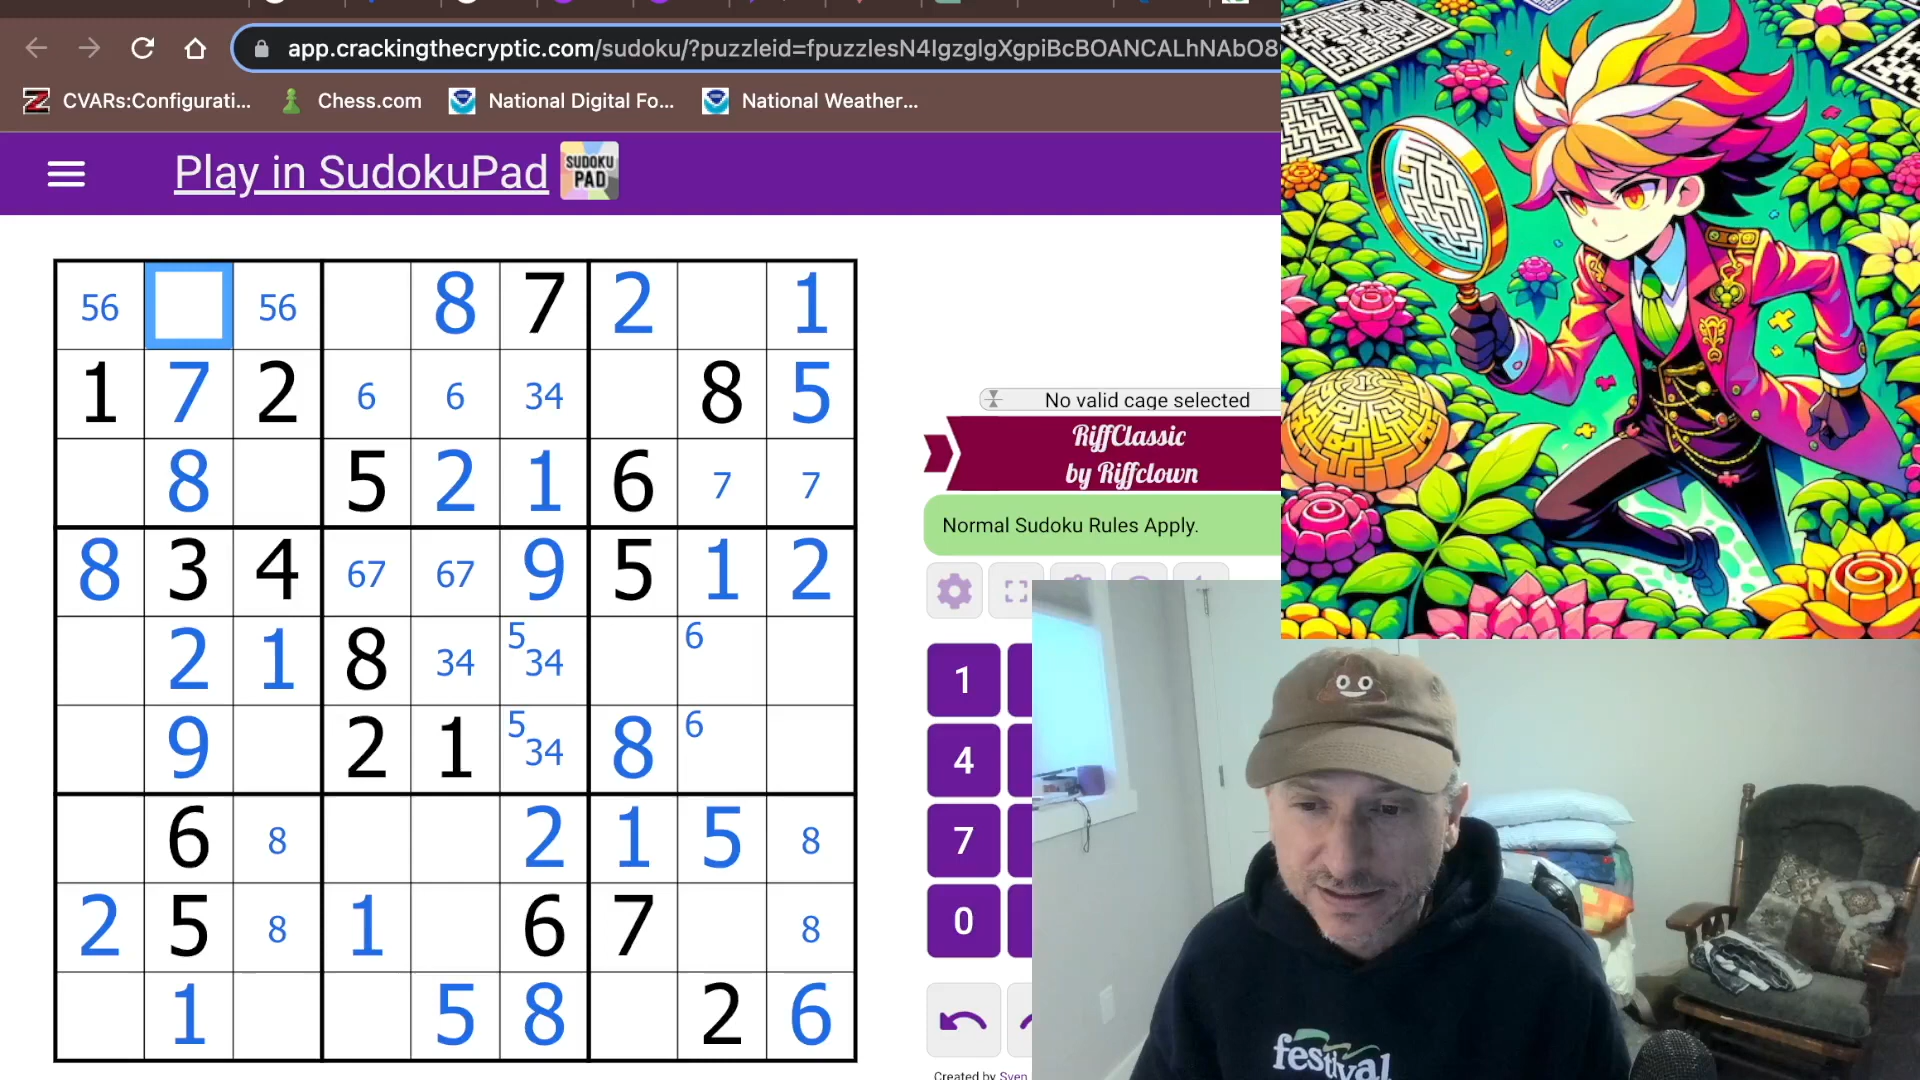 app.crackingthecryptic.com/sudoku/?puzzleid=fpuzzlesN4IgzglgXgpiBcBOANCALhNAbO8
CVARs:Configurati...
Chess.com
National Digital Fo...
National Weather...
Play in SudokuPad
SUDOKU
PAD
56 56 8 7 2 1
1 7 2 6 6 34 8 5
8 5 2 1 6 7 7
8 3 4 67 67 9 5 1 2
2 1 8 34 5 34 6
9 2 1 5 34 8 6
6 8 2 1 5 8
2 5 8 1 6 7 8
1 5 8 2 6
No valid cage selected
RiffClassic
by Riffclown
Normal Sudoku Rules Apply.
1
4
7
0
Created by Sven
festival